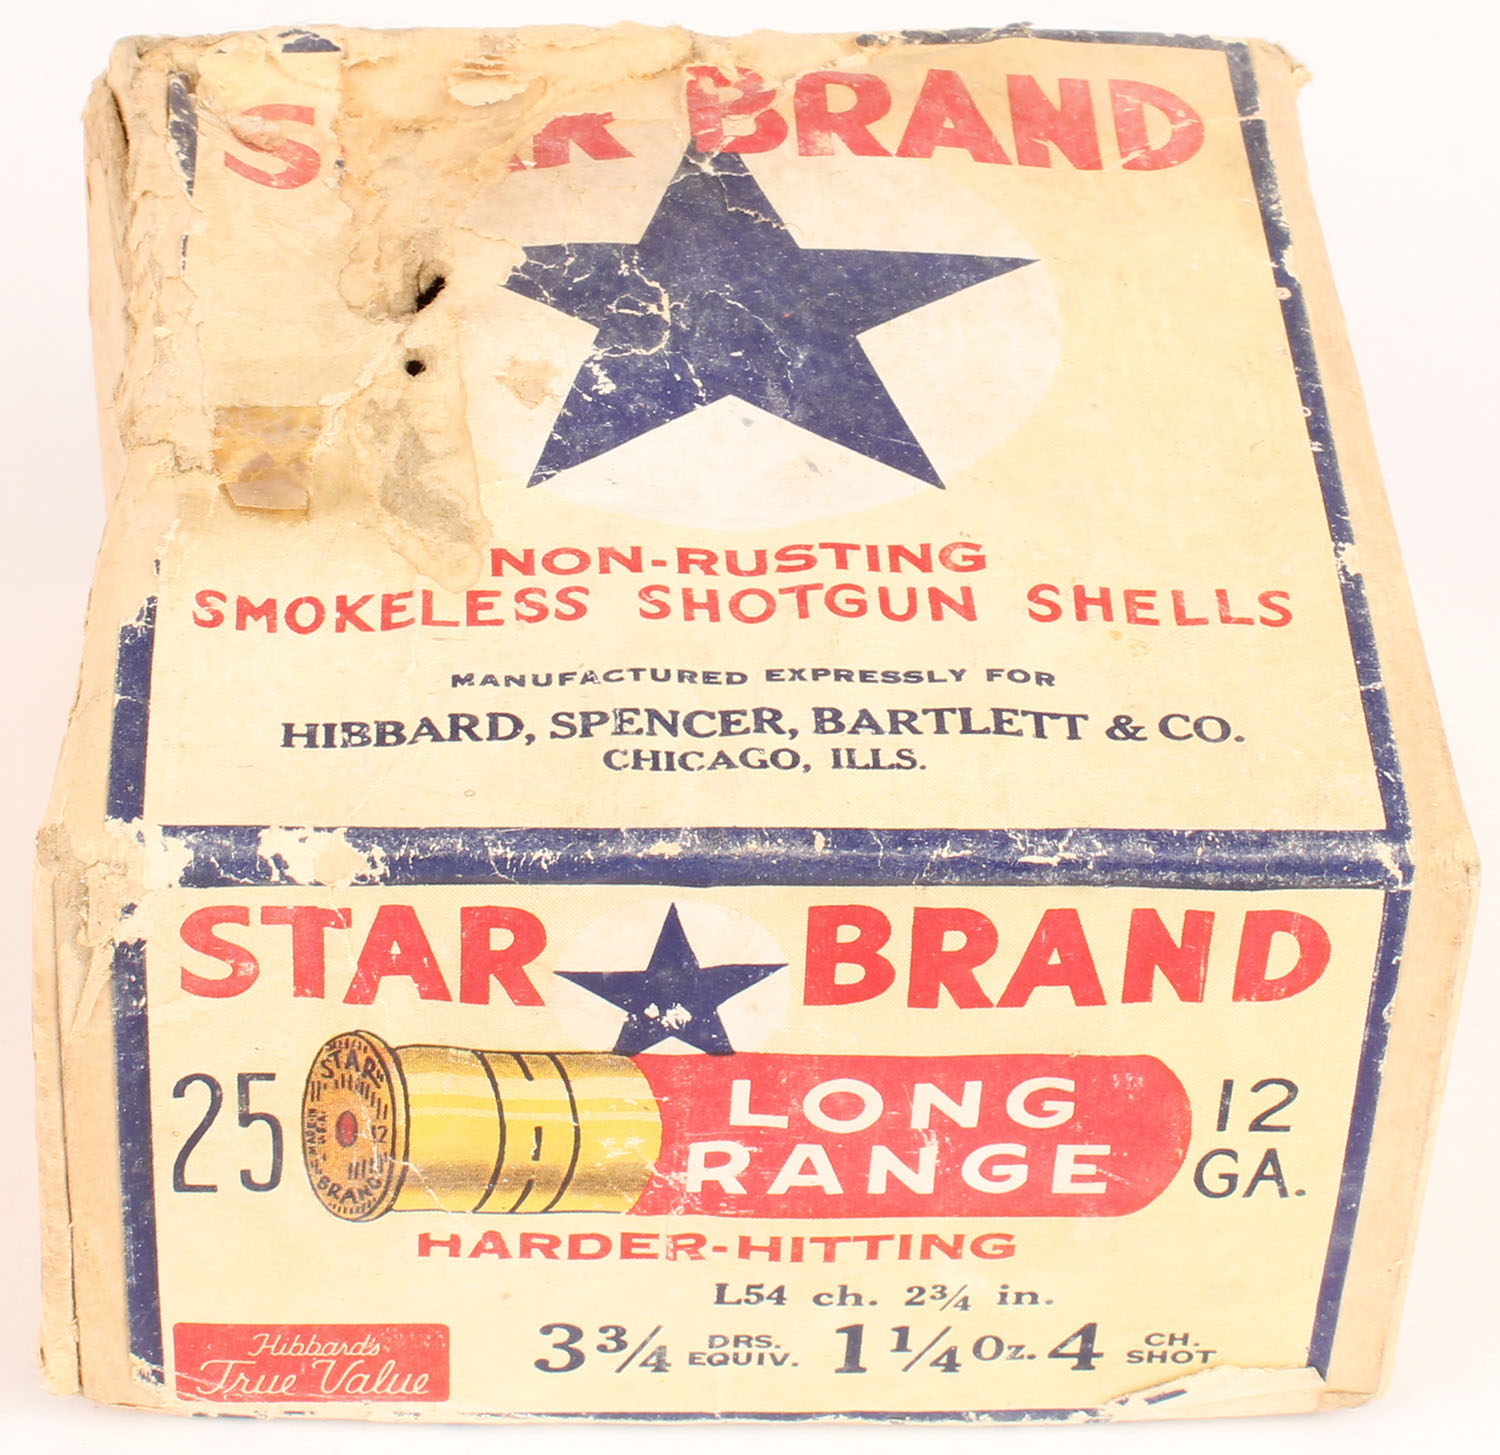 STAR BRAND
NON-RUSTING
SMOKELESS SHOTGUN SHELLS
MANUFACTURED EXPRESSLY FOR
HIBBARD, SPENCER, BARTLETT & CO.
CHICAGO, ILLS.
STAR BRAND
25
STAR
12
BRAND
LONG
RANGE
12
GA.
HARDER-HITTING
L54 ch. 2¾ in.
3¾ DRS. EQUIV. 1¼ Oz. 4 CH. SHOT
Hibbard's
True Value